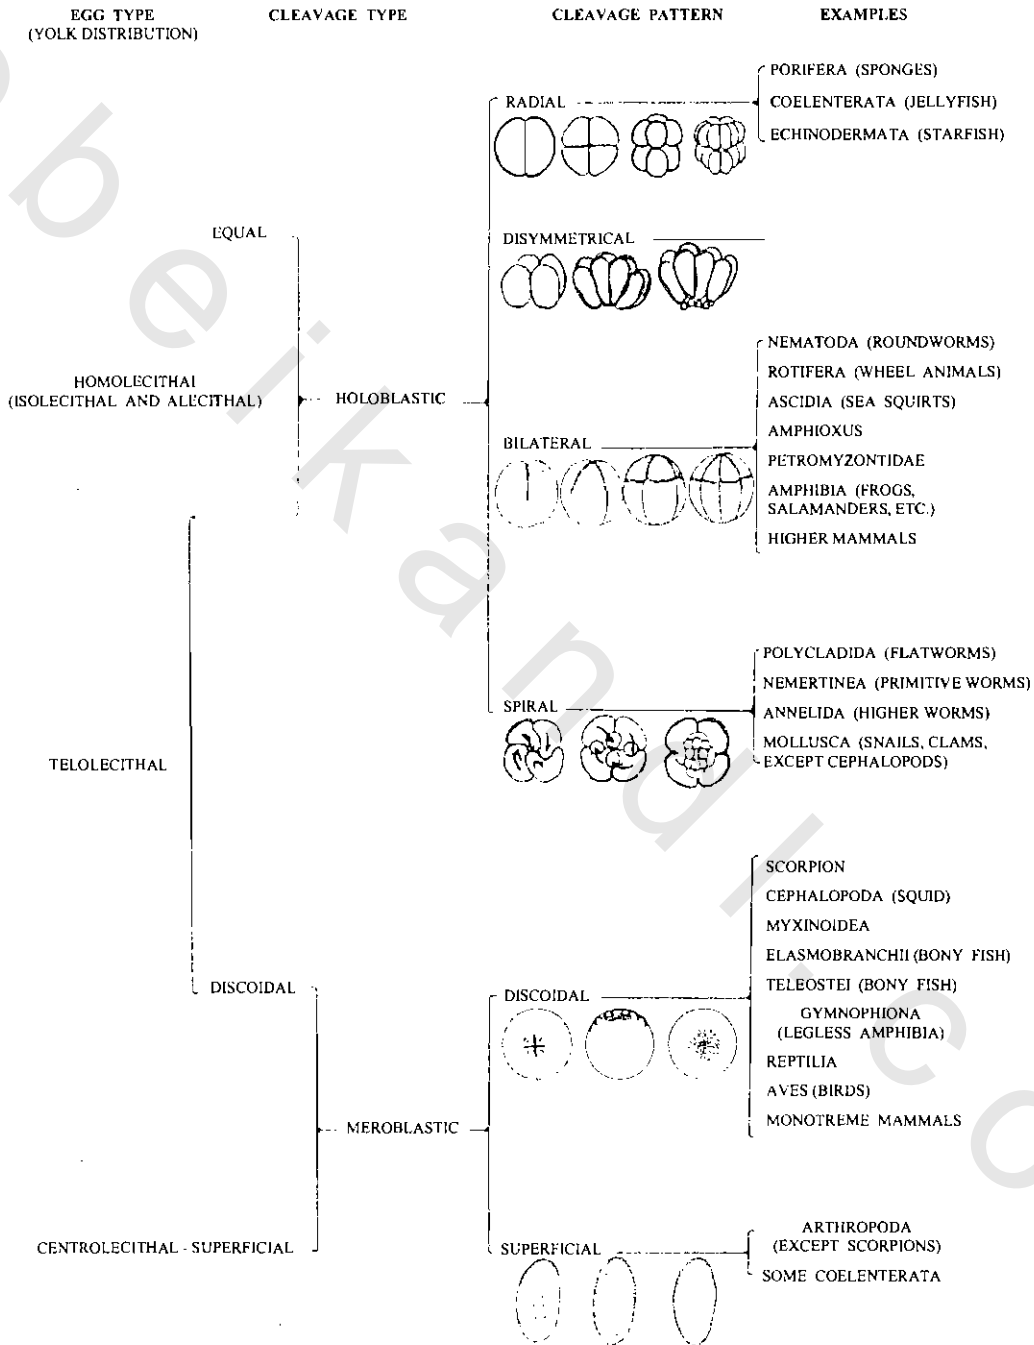 EGG TYPE
(YOLK DISTRIBUTION)
CLEAVAGE TYPE
CLEAVAGE PATTERN
EXAMPLES
RADIAL
PORIFERA (SPONGES)
COELENTERATA (JELLYFISH)
ECHINODERMATA (STARFISH)
EQUAL
DISYMMETRICAL
HOMOLECITHAL
(ISOLECITHAL AND ALECITHAL)
HOLOBLASTIC
BILATERAL
NEMATODA (ROUNDWORMS)
ROTIFERA (WHEEL ANIMALS)
ASCIDIA (SEA SQUIRTS)
AMPHIOXUS
PETROMYZONTIDAE
AMPHIBIA (FROGS,
SALAMANDERS, ETC.)
HIGHER MAMMALS
SPIRAL
POLYCLADIDA (FLATWORMS)
NEMERTINEA (PRIMITIVE WORMS)
ANNELIDA (HIGHER WORMS)
MOLLUSCA (SNAILS, CLAMS,
EXCEPT CEPHALOPODS)
TELOLECITHAL
DISCOIDAL
DISCOIDAL
SCORPION
CEPHALOPODA (SQUID)
MYXINOIDEA
ELASMOBRANCHII (BONY FISH)
TELEOSTEI (BONY FISH)
GYMNOPHIONA
(LEGLESS AMPHIBIA)
REPTILIA
AVES (BIRDS)
MONOTREME MAMMALS
MEROBLASTIC
CENTROLECITHAL - SUPERFICIAL
SUPERFICIAL
ARTHROPODA
(EXCEPT SCORPIONS)
SOME COELENTERATA
obeikandl.co